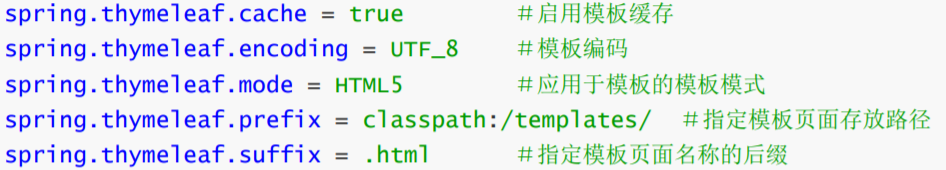 spring.thymeleaf.cache = true #启用模板缓存
spring.thymeleaf.encoding = UTF_8 #模板编码
spring.thymeleaf.mode = HTML5 #应用于模板的模板模式
spring.thymeleaf.prefix = classpath:/templates/ #指定模板页面存放路径
spring.thymeleaf.suffix = .html #指定模板页面名称的后缀